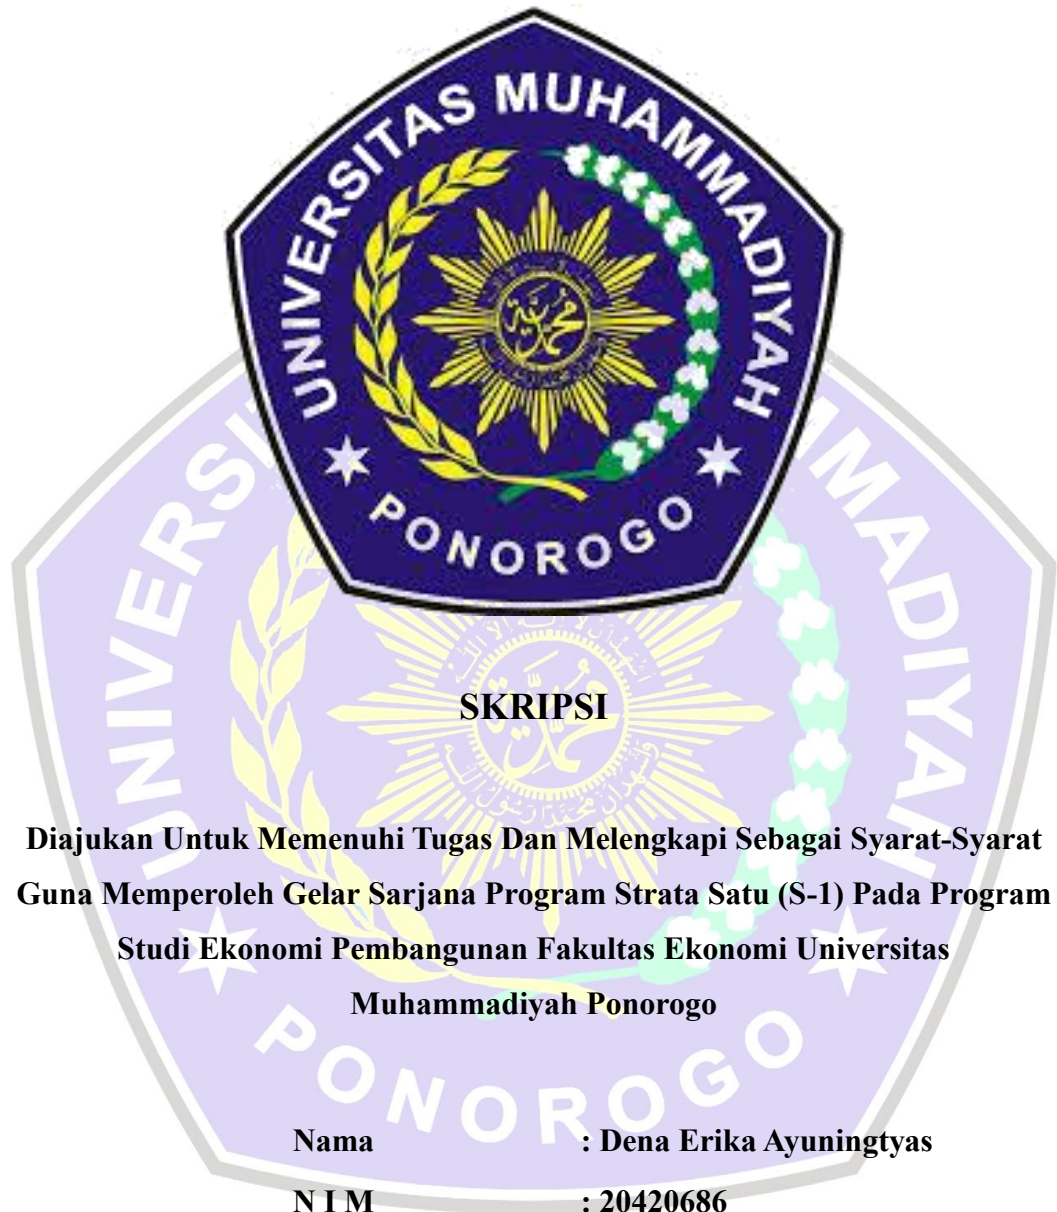 UNIVERSITAS MUHAMMADIYAH
PONOROGO
SKRIPSI
Diajukan Untuk Memenuhi Tugas Dan Melengkapi Sebagai Syarat-Syarat
Guna Memperoleh Gelar Sarjana Program Strata Satu (S-1) Pada Program
Studi Ekonomi Pembangunan Fakultas Ekonomi Universitas
Muhammadiyah Ponorogo
Nama : Dena Erika Ayuningtyas
N I M : 20420686